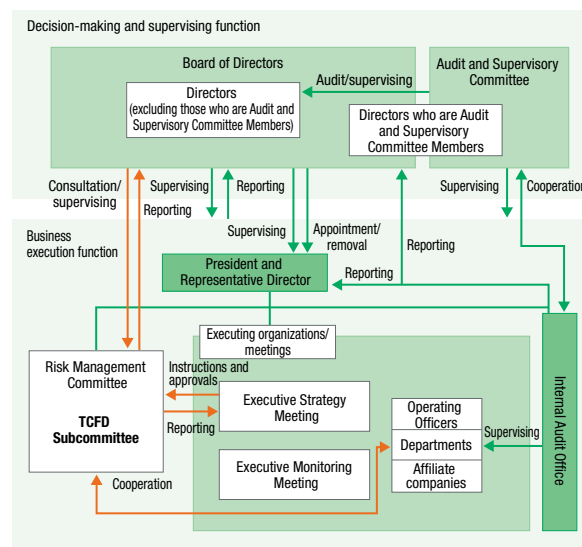 Decision-making and supervising function
Board of Directors
Audit and Supervisory
Committee
Audit/supervising
Directors
(excluding those who are Audit and
Supervisory Committee Members)
Directors who are Audit
and Supervisory
Committee Members
Consultation/
supervising
Reporting
Supervising
Reporting
Supervising
Appointment/
removal
Reporting
Supervising
Cooperation
Business
execution function
President and
Representative Director
Reporting
Executing organizations/
meetings
Risk Management
Committee
TCFD
Subcommittee
Instructions and
approvals
Reporting
Executive Strategy
Meeting
Executive Monitoring
Meeting
Operating
Officers
Departments
Affiliate
companies
Supervising
Internal Audit Office
Cooperation